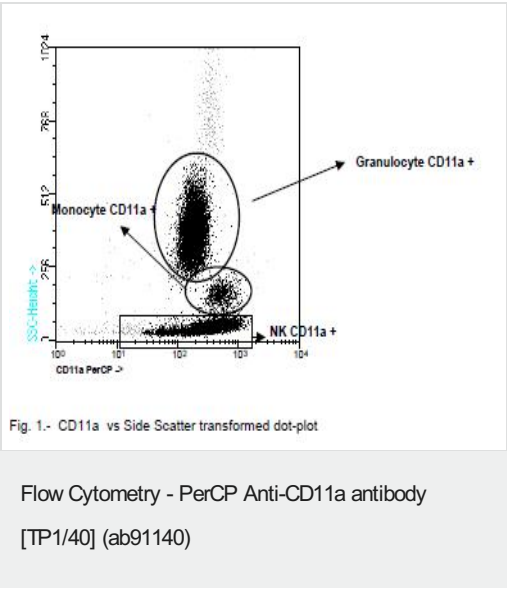 1024
768
512
256
0
SSC-Height ->
Granulocyte CD11a +
Monocyte CD11a +
NK CD11a +
10⁰ 10¹ 10² 10³ 10⁴
CD11a PerCP ->
Fig. 1.- CD11a vs Side Scatter transformed dot-plot
Flow Cytometry - PerCP Anti-CD11a antibody
[TP1/40] (ab91140)